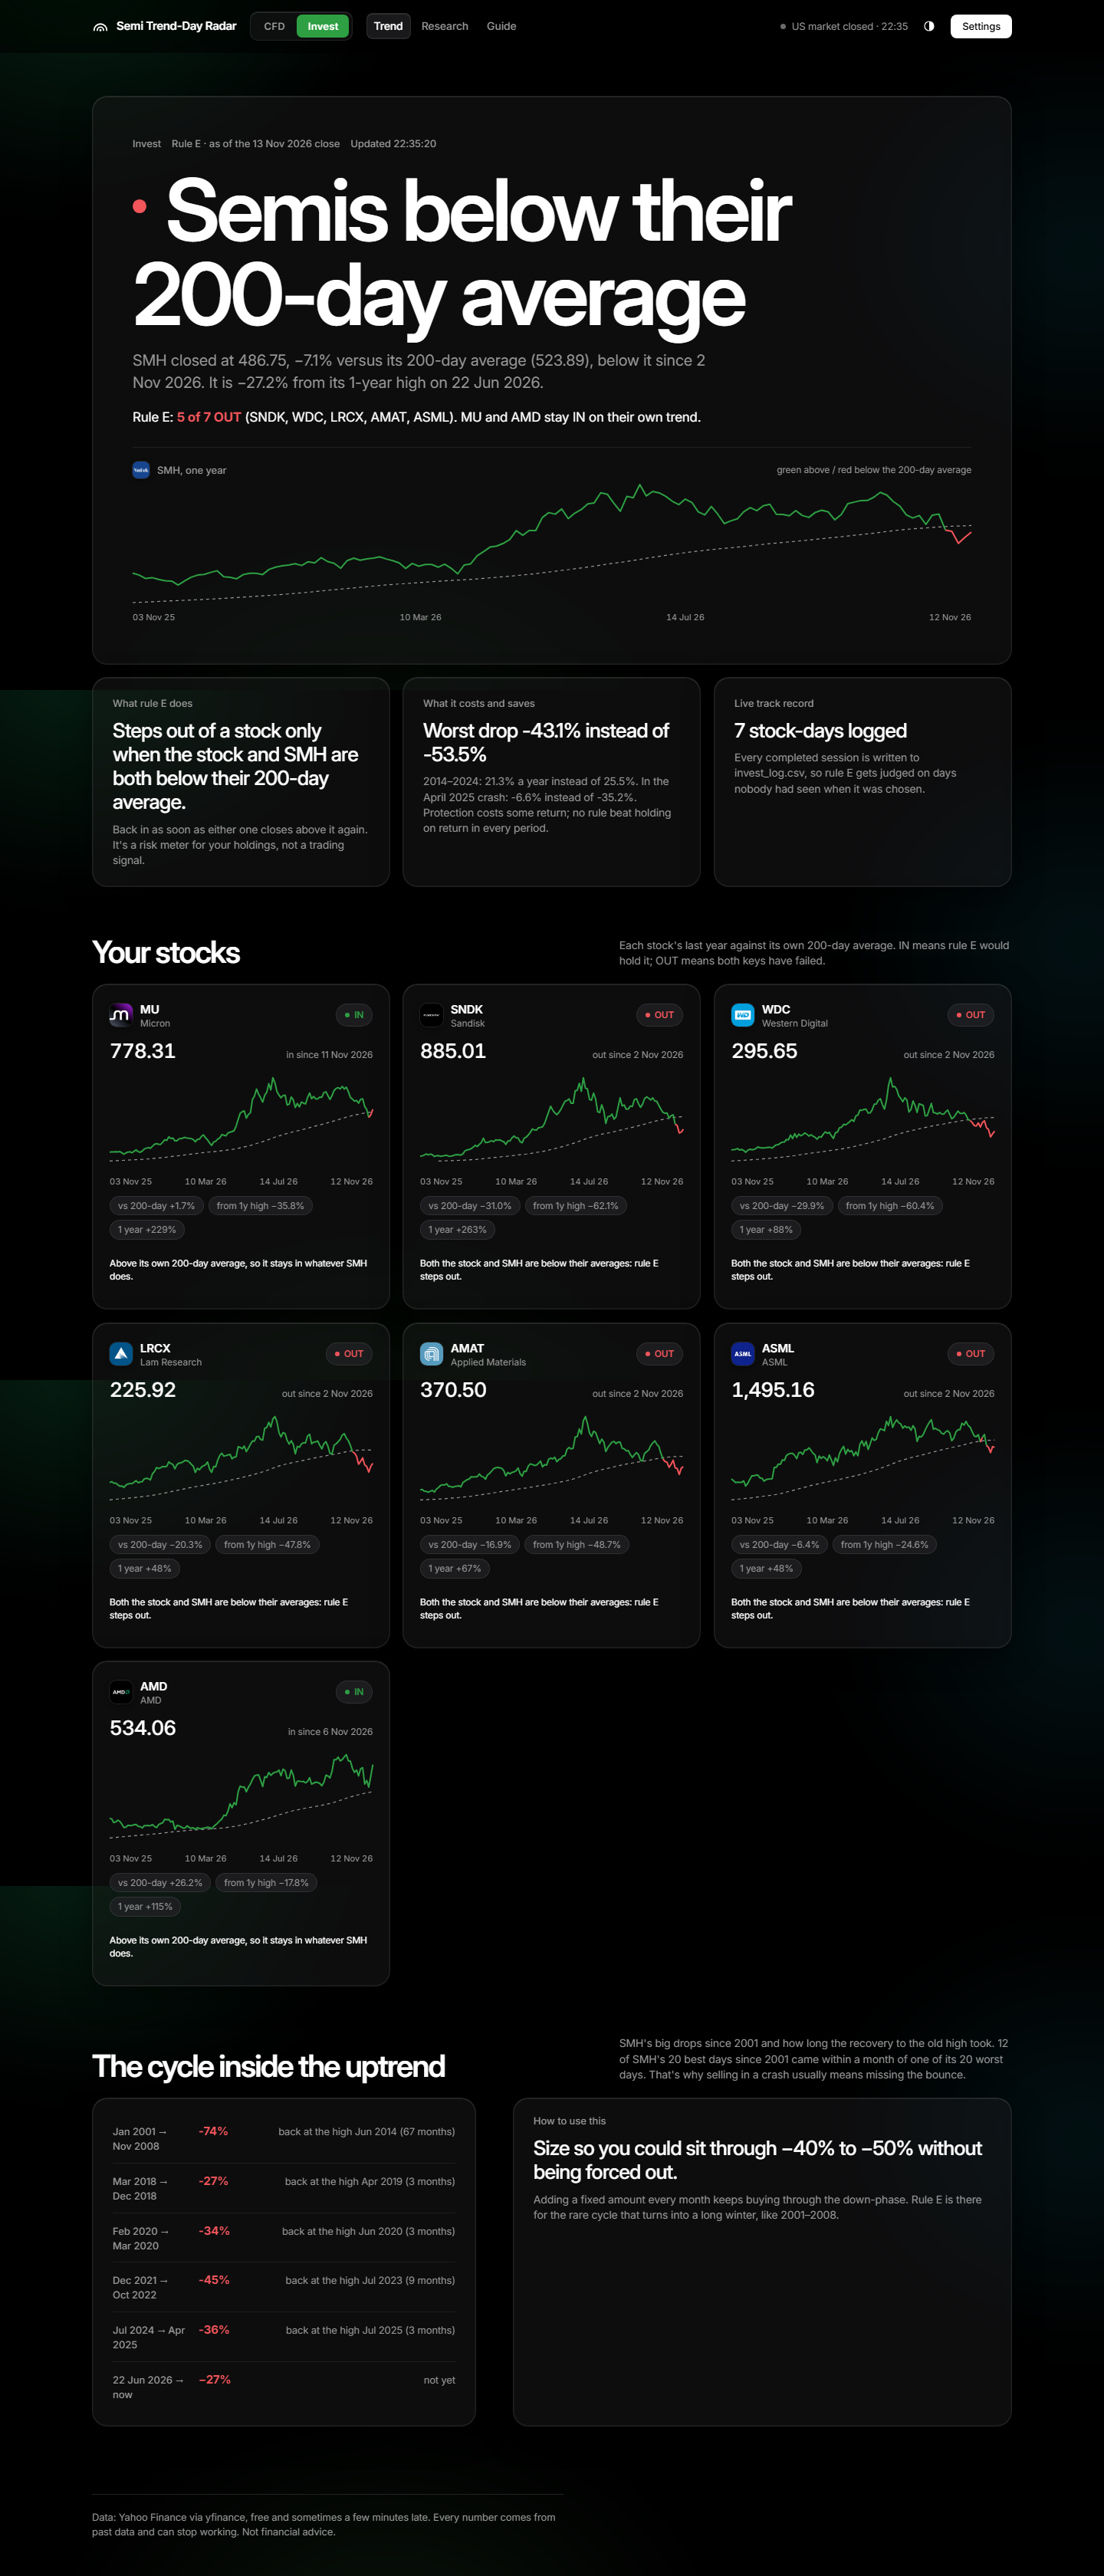 Semi Trend-Day Radar
CFD
Invest
Trend
Research
Guide
US market closed · 22:35
Settings
Invest Rule E · as of the 13 Nov 2026 close Updated 22:35:20
Semis below their
200-day average
SMH closed at 486.75, −7.1% versus its 200-day average (523.89), below it since 2
Nov 2026. It is −27.2% from its 1-year high on 22 Jun 2026.
Rule E: 5 of 7 OUT (SNDK, WDC, LRCX, AMAT, ASML). MU and AMD stay IN on their own trend.
SMH, one year
green above / red below the 200-day average
03 Nov 25 10 Mar 26 14 Jul 26 12 Nov 26
What rule E does
Steps out of a stock only
when the stock and SMH are
both below their 200-day
average.
Back in as soon as either one closes above it again.
It's a risk meter for your holdings, not a trading
signal.
What it costs and saves
Worst drop -43.1% instead of
-53.5%
2014–2024: 21.3% a year instead of 25.5%. In the
April 2025 crash: -6.6% instead of -35.2%.
Protection costs some return; no rule beat holding
on return in every period.
Live track record
7 stock-days logged
Every completed session is written to
invest_log.csv, so rule E gets judged on days
nobody had seen when it was chosen.
Your stocks
Each stock's last year against its own 200-day average. IN means rule E would
hold it; OUT means both keys have failed.
MU
Micron
IN
778.31
in since 11 Nov 2026
03 Nov 25 10 Mar 26 14 Jul 26 12 Nov 26
vs 200-day +1.7% from 1y high −35.8%
1 year +229%
Above its own 200-day average, so it stays in whatever SMH
does.
SNDK
Sandisk
OUT
885.01
out since 2 Nov 2026
03 Nov 25 10 Mar 26 14 Jul 26 12 Nov 26
vs 200-day −31.0% from 1y high −62.1%
1 year +263%
Both the stock and SMH are below their averages: rule E
steps out.
WDC
Western Digital
OUT
295.65
out since 2 Nov 2026
03 Nov 25 10 Mar 26 14 Jul 26 12 Nov 26
vs 200-day −29.9% from 1y high −60.4%
1 year +88%
Both the stock and SMH are below their averages: rule E
steps out.
LRCX
Lam Research
OUT
225.92
out since 2 Nov 2026
03 Nov 25 10 Mar 26 14 Jul 26 12 Nov 26
vs 200-day −20.3% from 1y high −47.8%
1 year +48%
Both the stock and SMH are below their averages: rule E
steps out.
AMAT
Applied Materials
OUT
370.50
out since 2 Nov 2026
03 Nov 25 10 Mar 26 14 Jul 26 12 Nov 26
vs 200-day −16.9% from 1y high −48.7%
1 year +67%
Both the stock and SMH are below their averages: rule E
steps out.
ASML
ASML
ASML
OUT
1,495.16
out since 2 Nov 2026
03 Nov 25 10 Mar 26 14 Jul 26 12 Nov 26
vs 200-day −6.4% from 1y high −24.6%
1 year +48%
Both the stock and SMH are below their averages: rule E
steps out.
AMD
AMD
AMD
IN
534.06
in since 6 Nov 2026
03 Nov 25 10 Mar 26 14 Jul 26 12 Nov 26
vs 200-day +26.2% from 1y high −17.8%
1 year +115%
Above its own 200-day average, so it stays in whatever SMH
does.
The cycle inside the uptrend
SMH's big drops since 2001 and how long the recovery to the old high took. 12
of SMH's 20 best days since 2001 came within a month of one of its 20 worst
days. That's why selling in a crash usually means missing the bounce.
Jan 2001 → -74% back at the high Jun 2014 (67 months)
Nov 2008
Mar 2018 → -27% back at the high Apr 2019 (3 months)
Dec 2018
Feb 2020 → -34% back at the high Jun 2020 (3 months)
Mar 2020
Dec 2021 → -45% back at the high Jul 2023 (9 months)
Oct 2022
Jul 2024 → Apr -36% back at the high Jul 2025 (3 months)
2025
22 Jun 2026 → −27% not yet
now
How to use this
Size so you could sit through −40% to −50% without
being forced out.
Adding a fixed amount every month keeps buying through the down-phase. Rule E is there
for the rare cycle that turns into a long winter, like 2001–2008.
Data: Yahoo Finance via yfinance, free and sometimes a few minutes late. Every number comes from
past data and can stop working. Not financial advice.